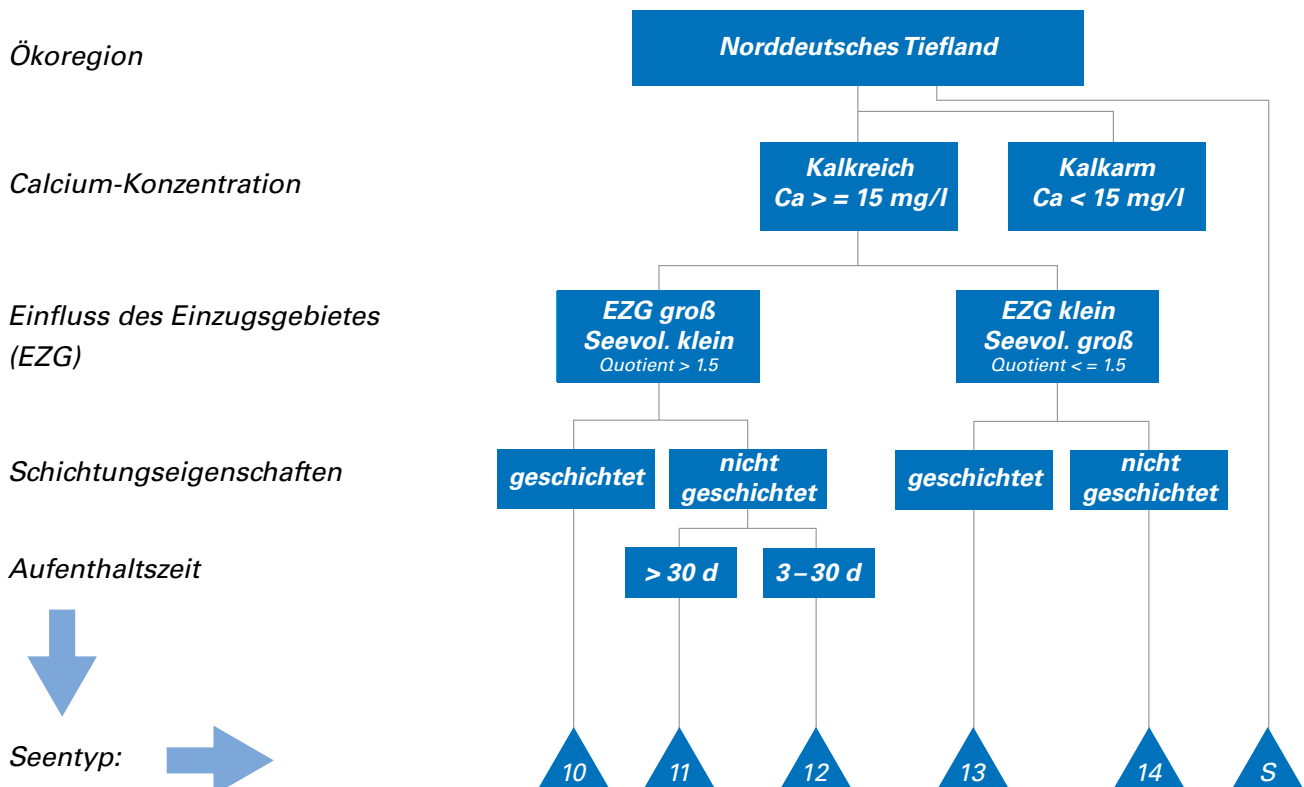 Ökoregion
Norddeutsches Tiefland
Calcium-Konzentration
Kalkreich
Ca > = 15 mg/l
Kalkarm
Ca < 15 mg/l
Einfluss des Einzugsgebietes
(EZG)
EZG groß
Seevol. klein
Quotient > 1.5
EZG klein
Seevol. groß
Quotient < = 1.5
Schichtungseigenschaften
geschichtet
nicht
geschichtet
geschichtet
nicht
geschichtet
Aufenthaltszeit
> 30 d
3–30 d
Seentyp:
10
11
12
13
14
S